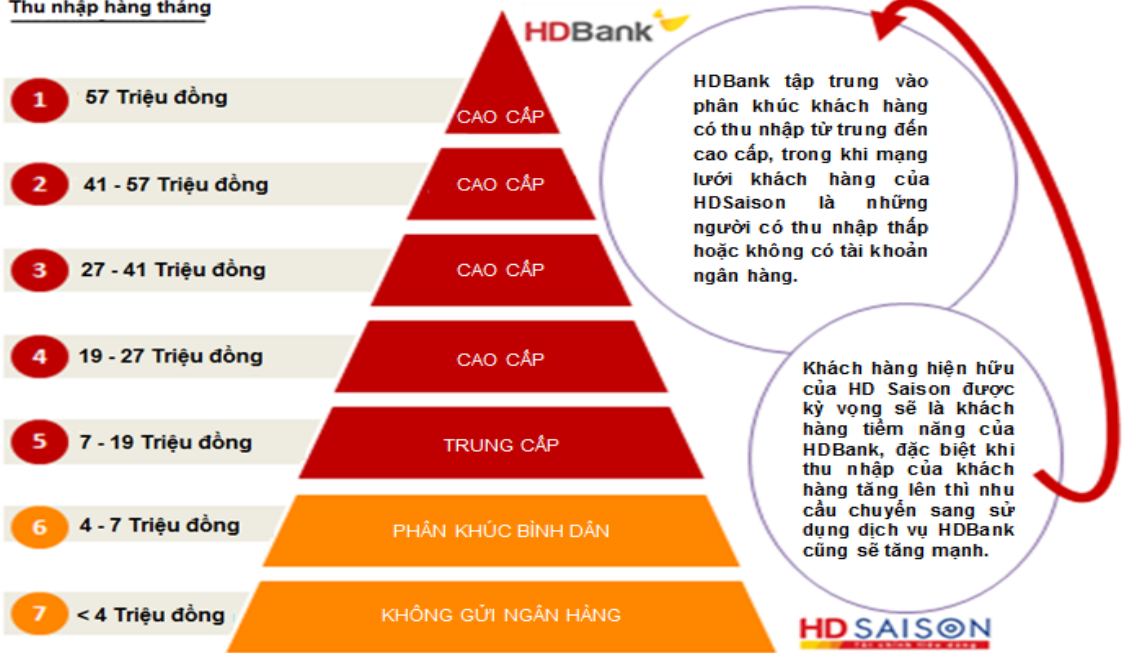 Thu nhập hàng tháng
HDBank
1
57 Triệu đồng
CAO CẤP
2
41 - 57 Triệu đồng
CAO CẤP
3
27 - 41 Triệu đồng
CAO CẤP
4
19 - 27 Triệu đồng
CAO CẤP
5
7 - 19 Triệu đồng
TRUNG CẤP
6
4 - 7 Triệu đồng
PHÂN KHÚC BÌNH DÂN
7
< 4 Triệu đồng
KHÔNG GỬI NGÂN HÀNG
HDBank tập trung vào
phân khúc khách hàng
có thu nhập từ trung đến
cao cấp, trong khi mạng
lưới khách hàng của
HDSaison là những
người có thu nhập thấp
hoặc không có tài khoản
ngân hàng.
Khách hàng hiện hữu
của HD Saison được
kỳ vọng sẽ là khách
hàng tiềm năng của
HDBank, đặc biệt khi
thu nhập của khách
hàng tăng lên thì nhu
cầu chuyển sang sử
dụng dịch vụ HDBank
cũng sẽ tăng mạnh.
HD SAISON
Tài chính tiêu dùng